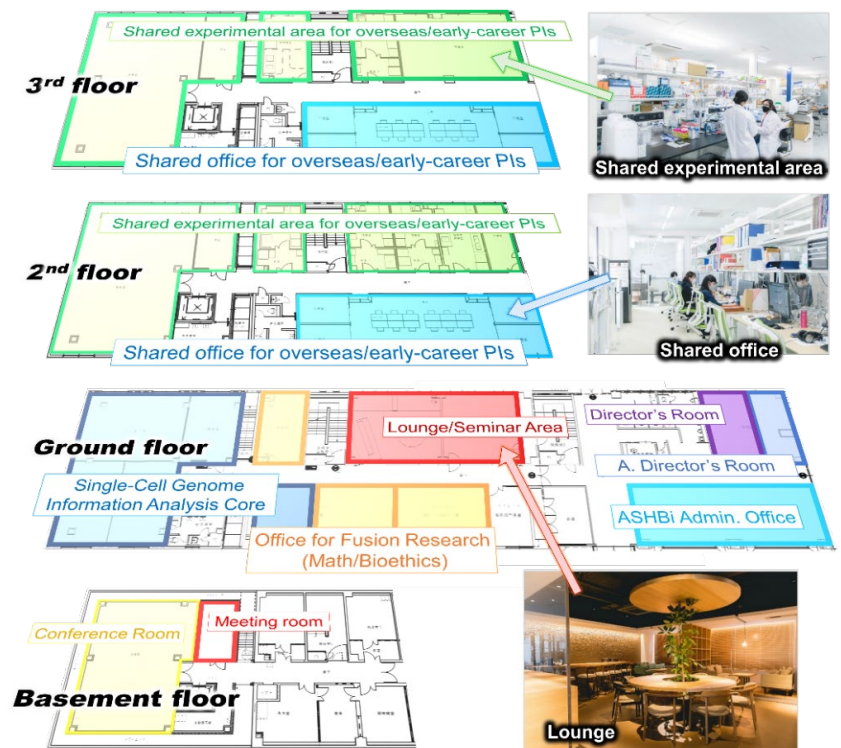 Shared experimental area for overseas/early-career PIs
3rd floor
Shared office for overseas/early-career PIs
Shared experimental area
Shared experimental area for overseas/early-career PIs
2nd floor
Shared office for overseas/early-career PIs
Shared office
Lounge/Seminar Area
Director's Room
Ground floor
A. Director's Room
Single-Cell Genome
Information Analysis Core
ASHBi Admin. Office
Office for Fusion Research
(Math/Bioethics)
Meeting room
Conference Room
Basement floor
Lounge